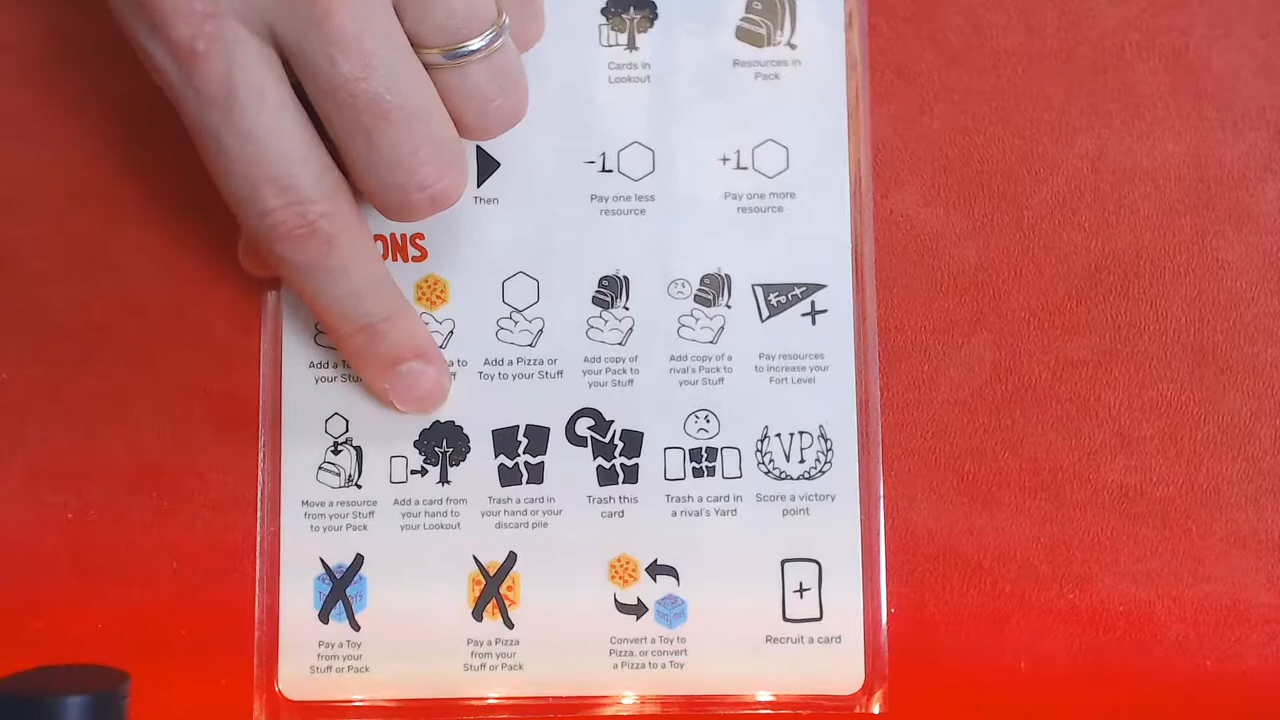 Cards in
Lookout
Resources in
Pack
Then
-1
Pay one less
resource
+1
Pay one more
resource
Add a
your
to
Add a Pizza or
Toy to your Stuff
Add copy of
your Pack to
your Stuff
Add copy of a
rival's Pack to
your Stuff
Fort
+
Pay resources
to increase your
Fort Level
Move a resource
from your Stuff
to your Pack
Add a card from
your hand to
your Lookout
Trash a card in
your hand or your
discard pile
Trash this
card
Trash a card in
a rival's Yard
VP
Score a victory
point
Pay a Toy
from your
Stuff or Pack
Pay a Pizza
from your
Stuff or Pack
Convert a Toy to
Pizza, or convert
a Pizza to a Toy
+
Recruit a card